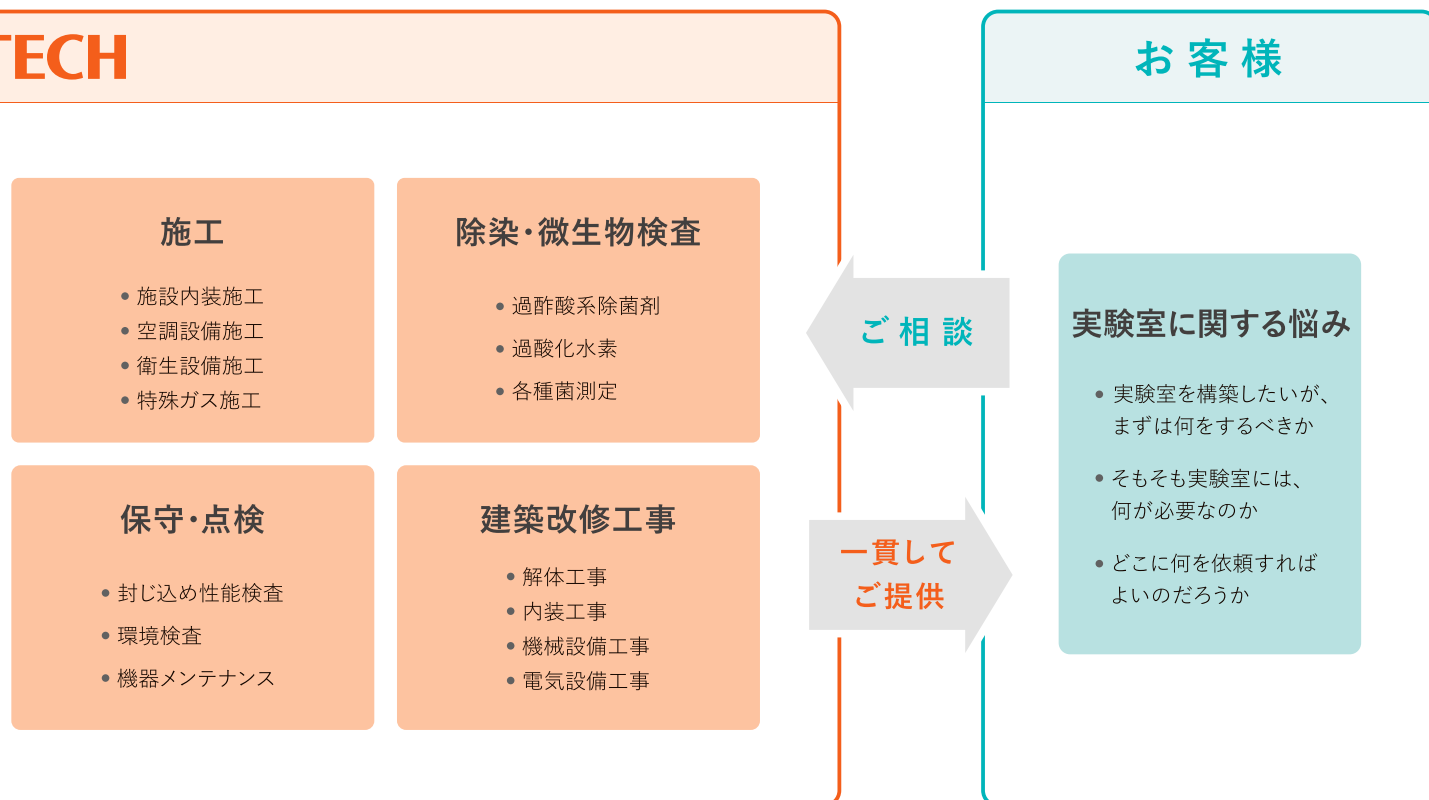 TECH
施工
• 施設内装施工
• 空調設備施工
• 衛生設備施工
• 特殊ガス施工
除染・微生物検査
• 過酢酸系除菌剤
• 過酸化水素
• 各種菌測定
保守・点検
• 封じ込め性能検査
• 環境検査
• 機器メンテナンス
建築改修工事
• 解体工事
• 内装工事
• 機械設備工事
• 電気設備工事
ご相談
一貫して
ご提供
お客様
実験室に関する悩み
• 実験室を構築したいが、
まずは何をするべきか
• そもそも実験室には、
何が必要なのか
• どこに何を依頼すれば
よいのだろうか